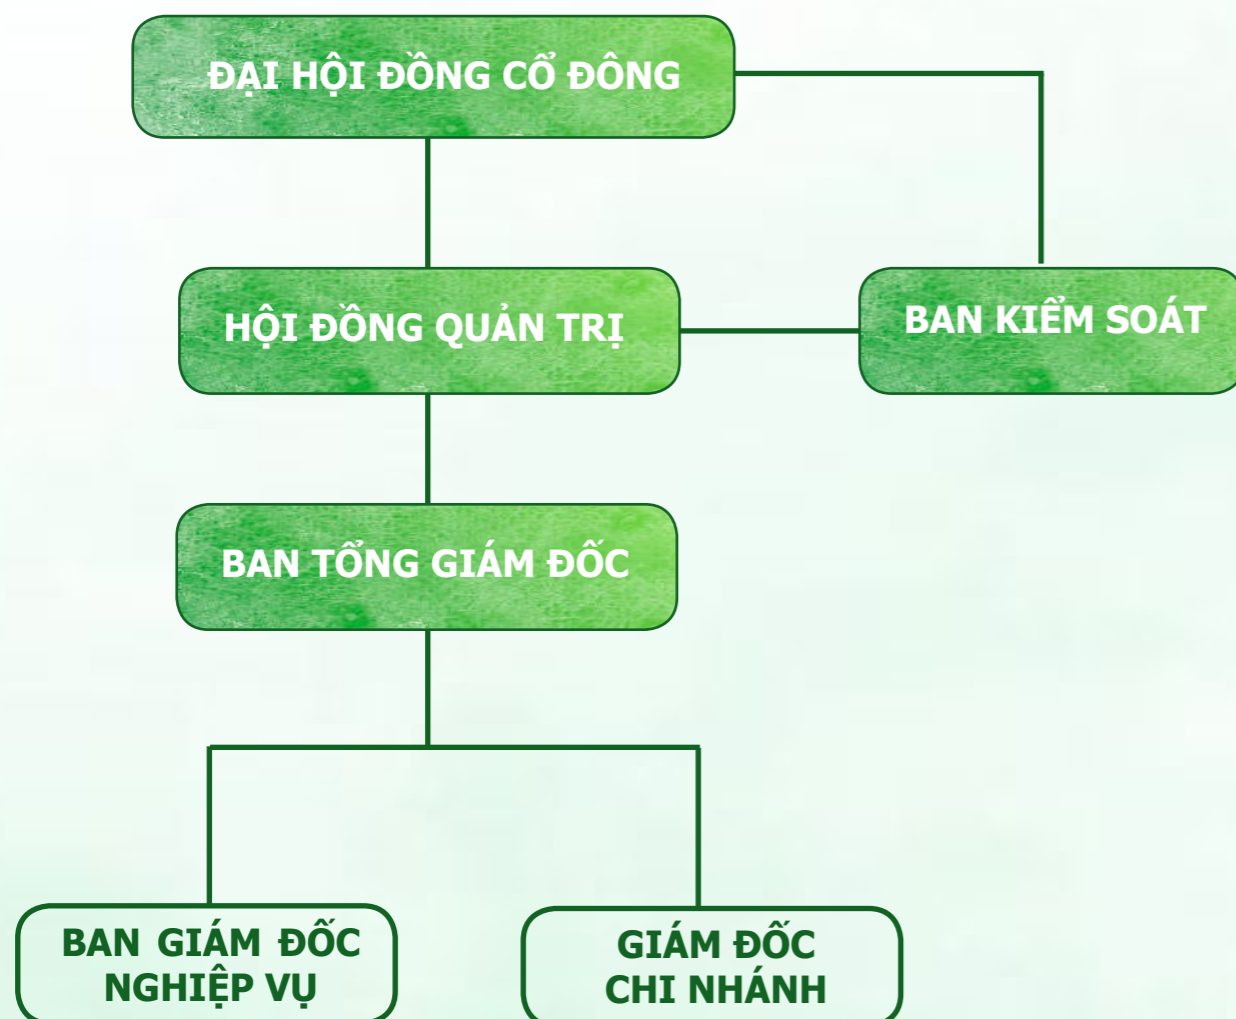 ĐẠI HỘI ĐỒNG CỔ ĐÔNG
HỘI ĐỒNG QUẢN TRỊ
BAN KIỂM SOÁT
BAN TỔNG GIÁM ĐỐC
BAN GIÁM ĐỐC
NGHIỆP VỤ
GIÁM ĐỐC
CHI NHÁNH